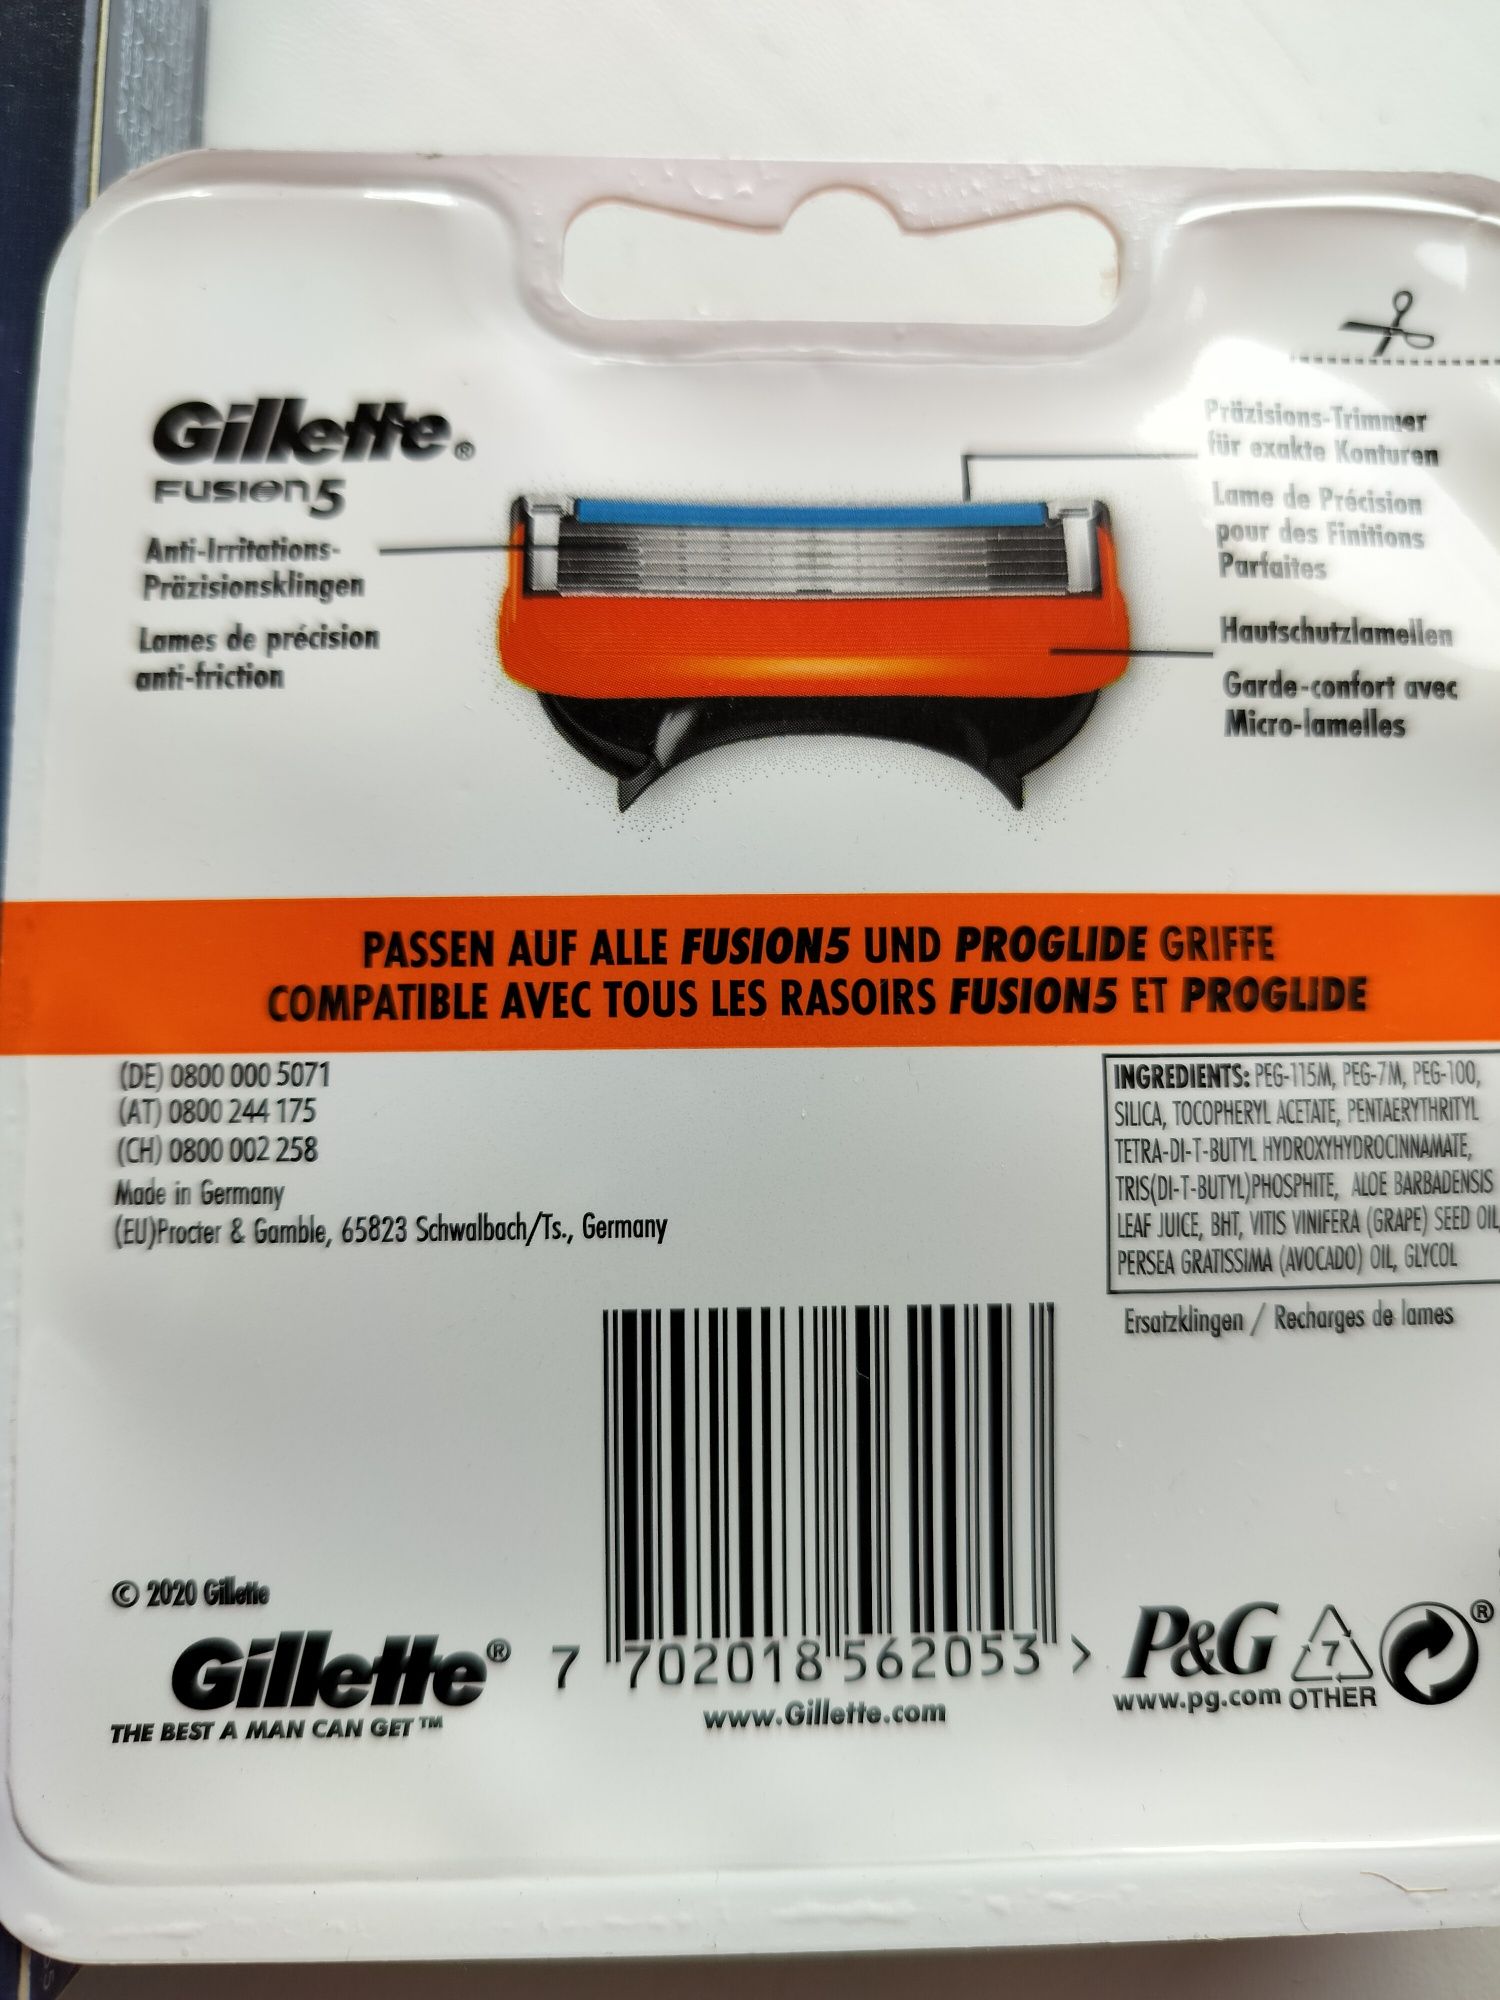 Gillette®
FUSION5
Anti-Irritations-
Präzisionsklingen
Lames de précision
anti-friction
Präzisions-Trimmer
für exakte Konturen
Lame de Précision
pour des Finitions
Parfaites
Hautschutzlamellen
Garde-confort avec
Micro-lamelles
PASSEN AUF ALLE FUSION5 UND PROGLIDE GRIFFE
COMPATIBLE AVEC TOUS LES RASOIRS FUSION5 ET PROGLIDE
(DE) 0800 000 5071
(AT) 0800 244 175
(CH) 0800 002 258
Made in Germany
(EU)Procter & Gamble, 65823 Schwalbach/Ts., Germany
INGREDIENTS: PEG-115M, PEG-7M, PEG-100,
SILICA, TOCOPHERYL ACETATE, PENTAERYTHRITYL
TETRA-DI-T-BUTYL HYDROXYHYDROCINNAMATE,
TRIS(DI-T-BUTYL)PHOSPHITE, ALOE BARBADENSIS
LEAF JUICE, BHT, VITIS VINIFERA (GRAPE) SEED OIL,
PERSEA GRATISSIMA (AVOCADO) OIL, GLYCOL
Ersatzklingen / Recharges de lames
© 2020 Gillette
Gillette®
THE BEST A MAN CAN GET™
7 702018 562053 >
www.Gillette.com
P&G
www.pg.com
7
OTHER
®